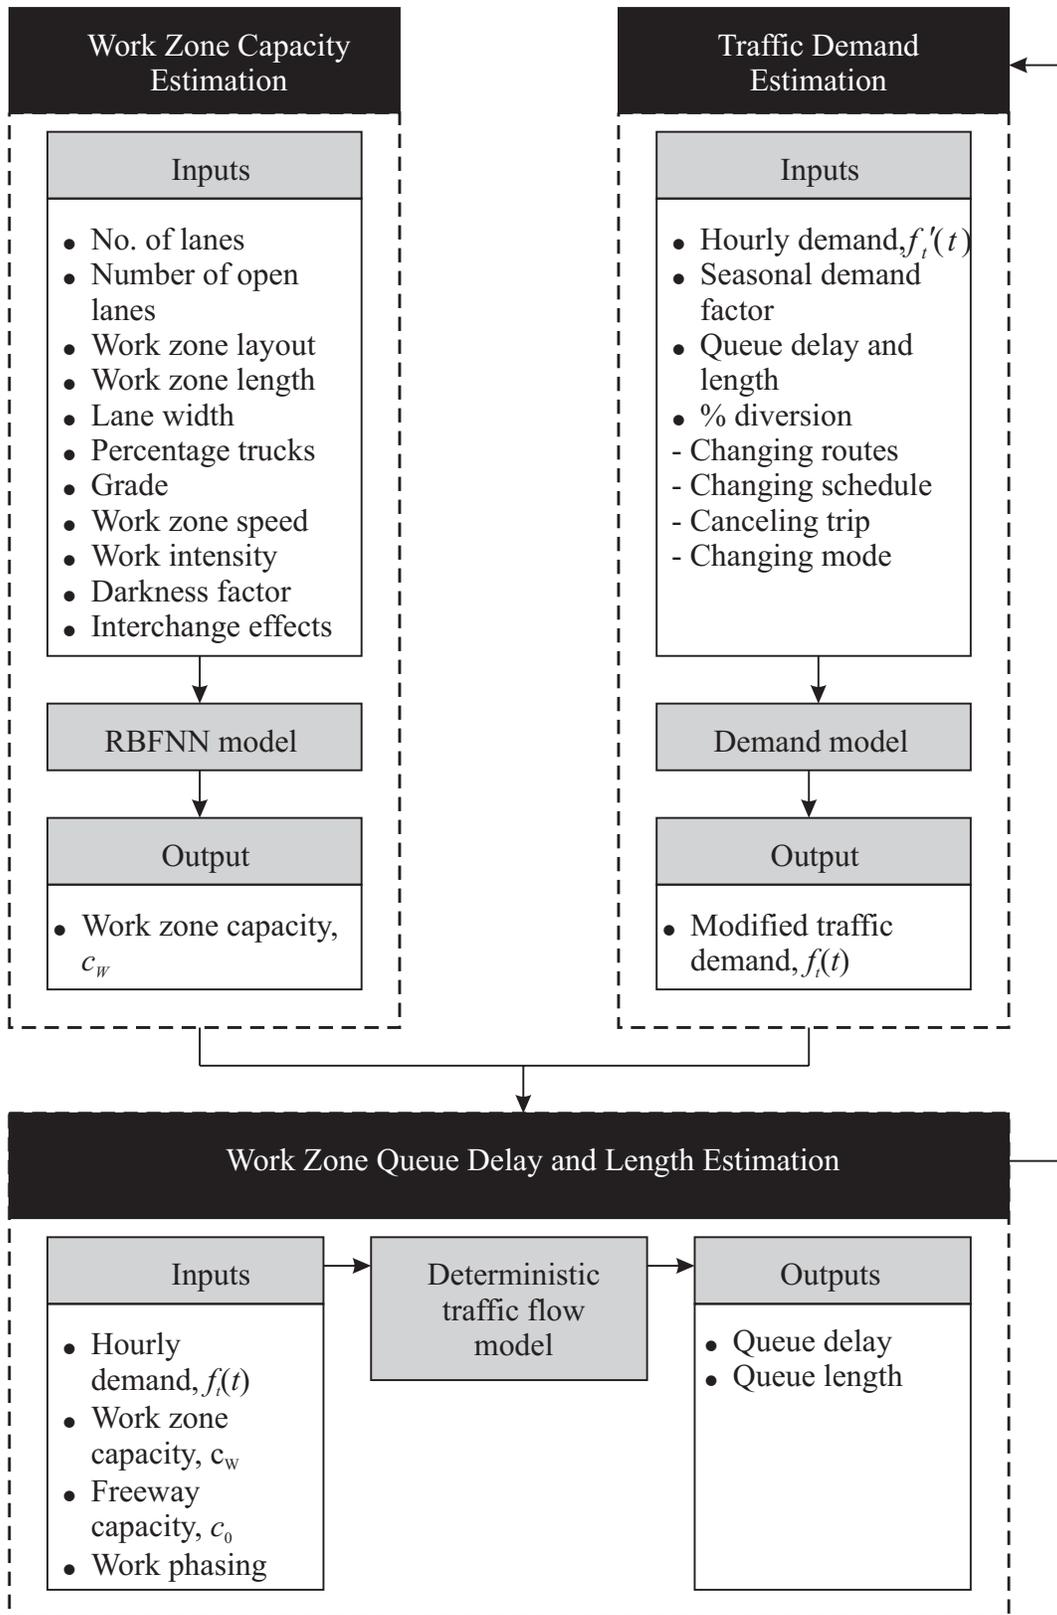 Work Zone Capacity
Estimation
Inputs
• No. of lanes
• Number of open
lanes
• Work zone layout
• Work zone length
• Lane width
• Percentage trucks
• Grade
• Work zone speed
• Work intensity
• Darkness factor
• Interchange effects
RBFNN model
Output
• Work zone capacity,
c_W
Traffic Demand
Estimation
Inputs
• Hourly demand, f_t′(t)
• Seasonal demand
factor
• Queue delay and
length
• % diversion
- Changing routes
- Changing schedule
- Canceling trip
- Changing mode
Demand model
Output
• Modified traffic
demand, f_t(t)
Work Zone Queue Delay and Length Estimation
Inputs
• Hourly
demand, f_t(t)
• Work zone
capacity, c_W
• Freeway
capacity, c_0
• Work phasing
Deterministic
traffic flow
model
Outputs
• Queue delay
• Queue length